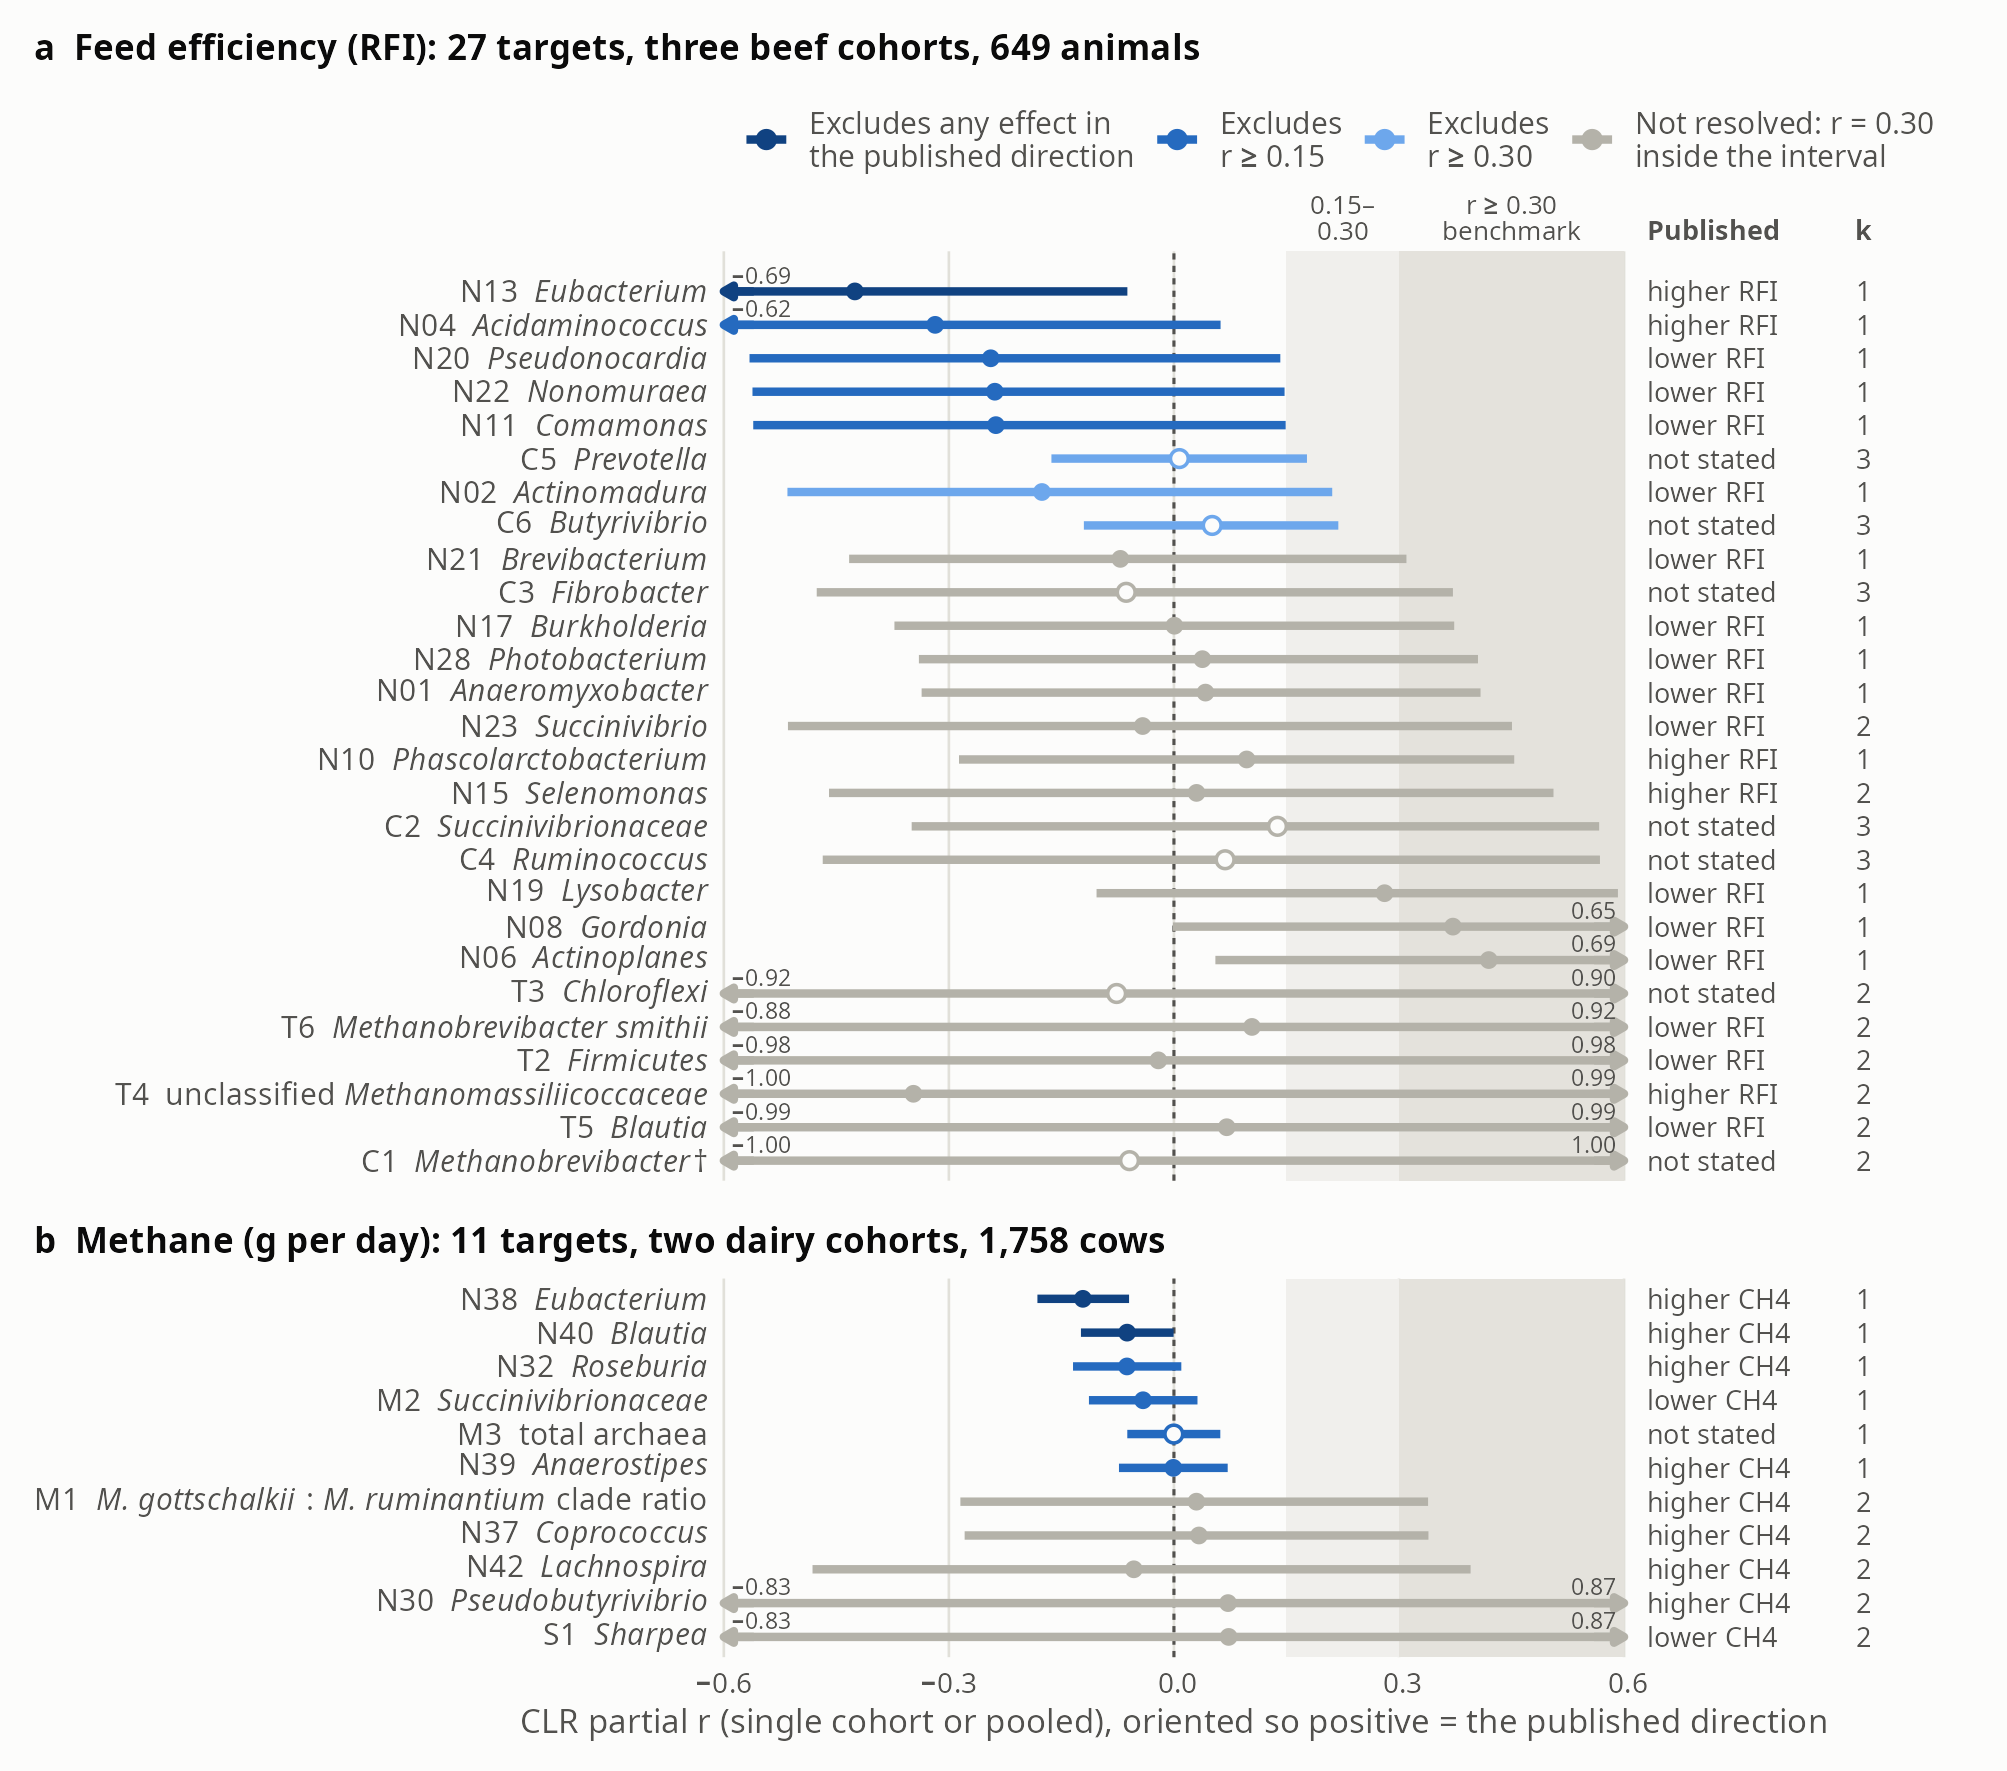 a Feed efficiency (RFI): 27 targets, three beef cohorts, 649 animals
Excludes any effect in
the published direction
Excludes
r ≥ 0.15
Excludes
r ≥ 0.30
Not resolved: r = 0.30
inside the interval
0.15–
0.30
r ≥ 0.30
benchmark
Published k
N13 Eubacterium −0.69 higher RFI 1
N04 Acidaminococcus −0.62 higher RFI 1
N20 Pseudonocardia lower RFI 1
N22 Nonomuraea lower RFI 1
N11 Comamonas lower RFI 1
C5 Prevotella not stated 3
N02 Actinomadura lower RFI 1
C6 Butyrivibrio not stated 3
N21 Brevibacterium lower RFI 1
C3 Fibrobacter not stated 3
N17 Burkholderia lower RFI 1
N28 Photobacterium lower RFI 1
N01 Anaeromyxobacter lower RFI 1
N23 Succinivibrio lower RFI 2
N10 Phascolarctobacterium higher RFI 1
N15 Selenomonas higher RFI 2
C2 Succinivibrionaceae not stated 3
C4 Ruminococcus not stated 3
N19 Lysobacter lower RFI 1
N08 Gordonia 0.65 lower RFI 1
N06 Actinoplanes 0.69 lower RFI 1
T3 Chloroflexi −0.92 0.90 not stated 2
T6 Methanobrevibacter smithii −0.88 0.92 lower RFI 2
T2 Firmicutes −0.98 0.98 lower RFI 2
T4 unclassified Methanomassiliicoccaceae −1.00 0.99 higher RFI 2
T5 Blautia −0.99 0.99 lower RFI 2
C1 Methanobrevibacter† −1.00 1.00 not stated 2
b Methane (g per day): 11 targets, two dairy cohorts, 1,758 cows
N38 Eubacterium higher CH4 1
N40 Blautia higher CH4 1
N32 Roseburia higher CH4 1
M2 Succinivibrionaceae lower CH4 1
M3 total archaea not stated 1
N39 Anaerostipes higher CH4 1
M1 M. gottschalkii : M. ruminantium clade ratio higher CH4 2
N37 Coprococcus higher CH4 2
N42 Lachnospira higher CH4 2
N30 Pseudobutyrivibrio −0.83 0.87 higher CH4 2
S1 Sharpea −0.83 0.87 lower CH4 2
−0.6 −0.3 0.0 0.3 0.6
CLR partial r (single cohort or pooled), oriented so positive = the published direction